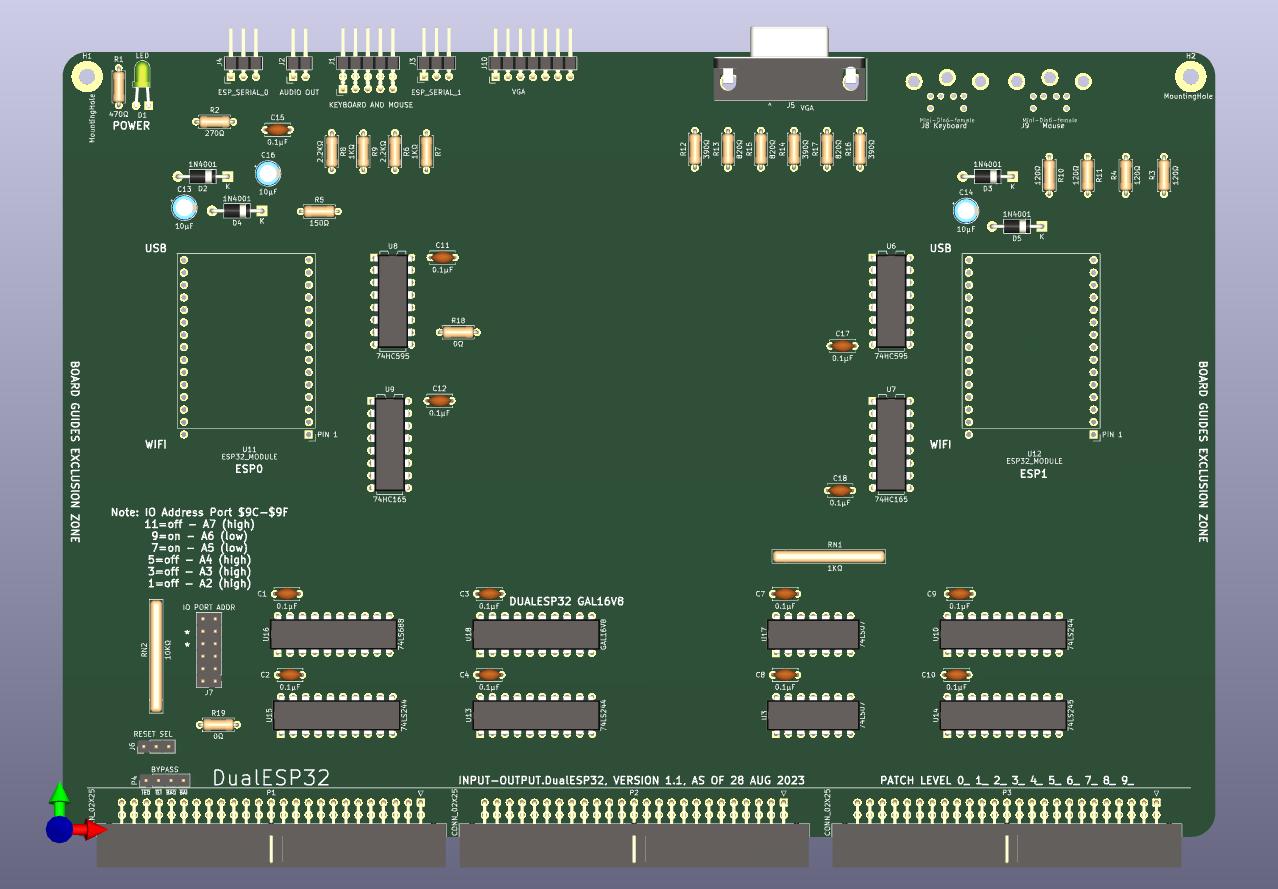 H1
LED
R1
470Ω
D1
POWER
MountingHole
J4
ESP_SERIAL_0
J2
AUDIO OUT
J1
KEYBOARD AND MOUSE
J3
ESP_SERIAL_1
J10
VGA
J5 VGA
Mini-Din6-female
J8 Keyboard
Mini-Din6-female
J9 Mouse
H2
MountingHole
R2
270Ω
C15
0.1µF
2.2KΩ
R8
1KΩ
R9
2.2KΩ
R6
1KΩ
R7
R12
390Ω
R13
820Ω
R15
820Ω
R14
390Ω
R17
820Ω
R16
390Ω
1N4001
D2
K
C16
10µF
C13
10µF
1N4001
D4
K
R5
150Ω
1N4001
D3
K
C14
10µF
1N4001
D5
K
120Ω
R10
120Ω
R11
R4
120Ω
R3
120Ω
USB
WIFI
PIN 1
U11
ESP32_MODULE
ESP0
U8
74HC595
C11
0.1µF
R18
0Ω
U9
74HC165
C12
0.1µF
U6
74HC595
C17
0.1µF
U7
74HC165
C18
0.1µF
USB
WIFI
PIN 1
U12
ESP32_MODULE
ESP1
BOARD GUIDES EXCLUSION ZONE
BOARD GUIDES EXCLUSION ZONE
Note: IO Address Port $9C-$9F
11=off - A7 (high)
9=on - A6 (low)
7=on - A5 (low)
5=off - A4 (high)
3=off - A3 (high)
1=off - A2 (high)
RN1
1KΩ
RN2
10KΩ
IO PORT ADDR
*
*
J7
C1
0.1µF
U16
74LS688
C3
0.1µF
DUALESP32 GAL16V8
U18
GAL16V8
C7
0.1µF
U17
74LS07
C9
0.1µF
U10
74LS244
C2
0.1µF
U15
74LS244
C4
0.1µF
U13
74LS244
C8
0.1µF
U3
74LS07
C10
0.1µF
U14
74LS245
R19
0Ω
RESET SEL
J6
BYPASS
P4
DualESP32
INPUT-OUTPUT.DualESP32, VERSION 1.1, AS OF 28 AUG 2023
PATCH LEVEL 0_ 1_ 2_ 3_ 4_ 5_ 6_ 7_ 8_ 9_
P1
CONN_02X25
P2
CONN_02X25
P3